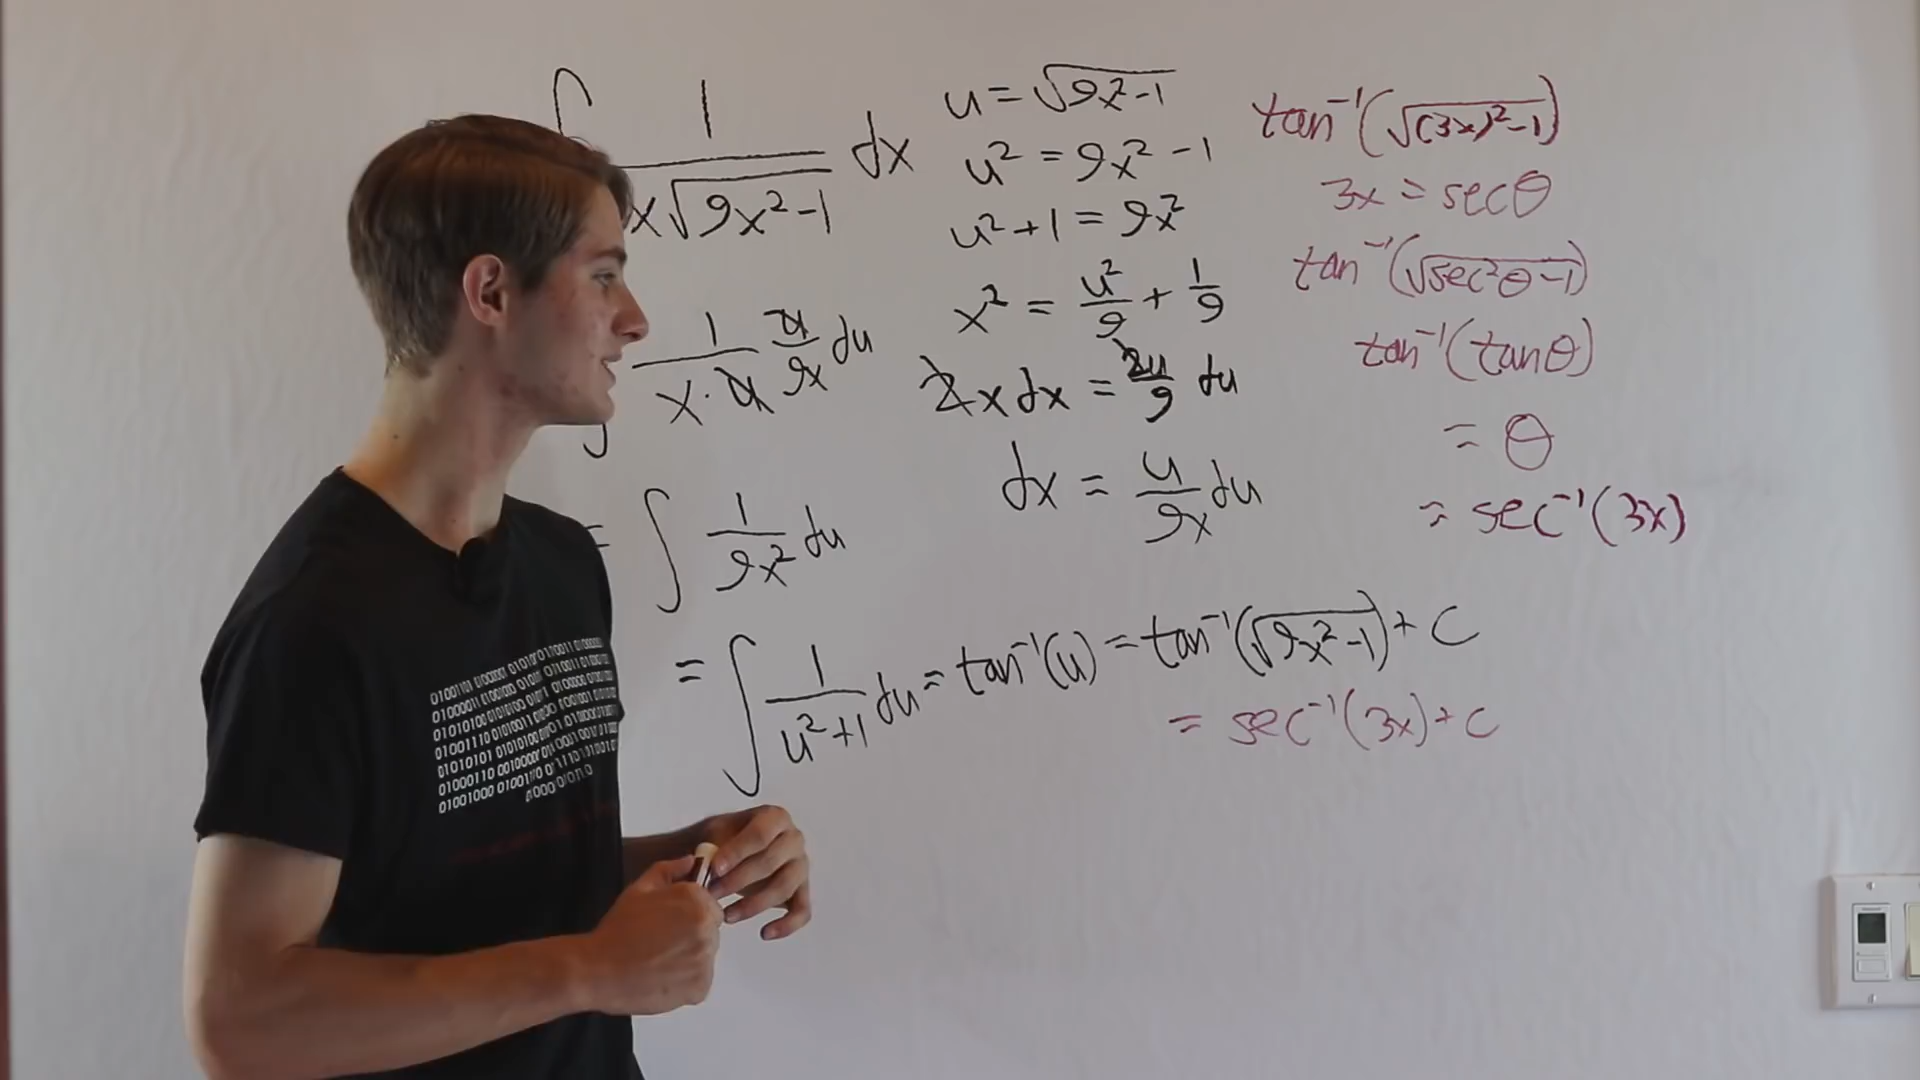 ∫ 1/(x√(9x²-1)) dx
1/(x·u) u/9x du
= ∫ 1/9x² du
= ∫ 1/(u²+1) du = tan⁻¹(u) = tan⁻¹(√(9x²-1)) + C
= sec⁻¹(3x) + C
u = √(9x²-1)
u² = 9x² - 1
u² + 1 = 9x²
x² = u²/9 + 1/9
2x dx = 2u/9 du
dx = u/9x du
tan⁻¹(√((3x)²-1))
3x = secθ
tan⁻¹(√(sec²θ-1))
tan⁻¹(tanθ)
= θ
= sec⁻¹(3x)